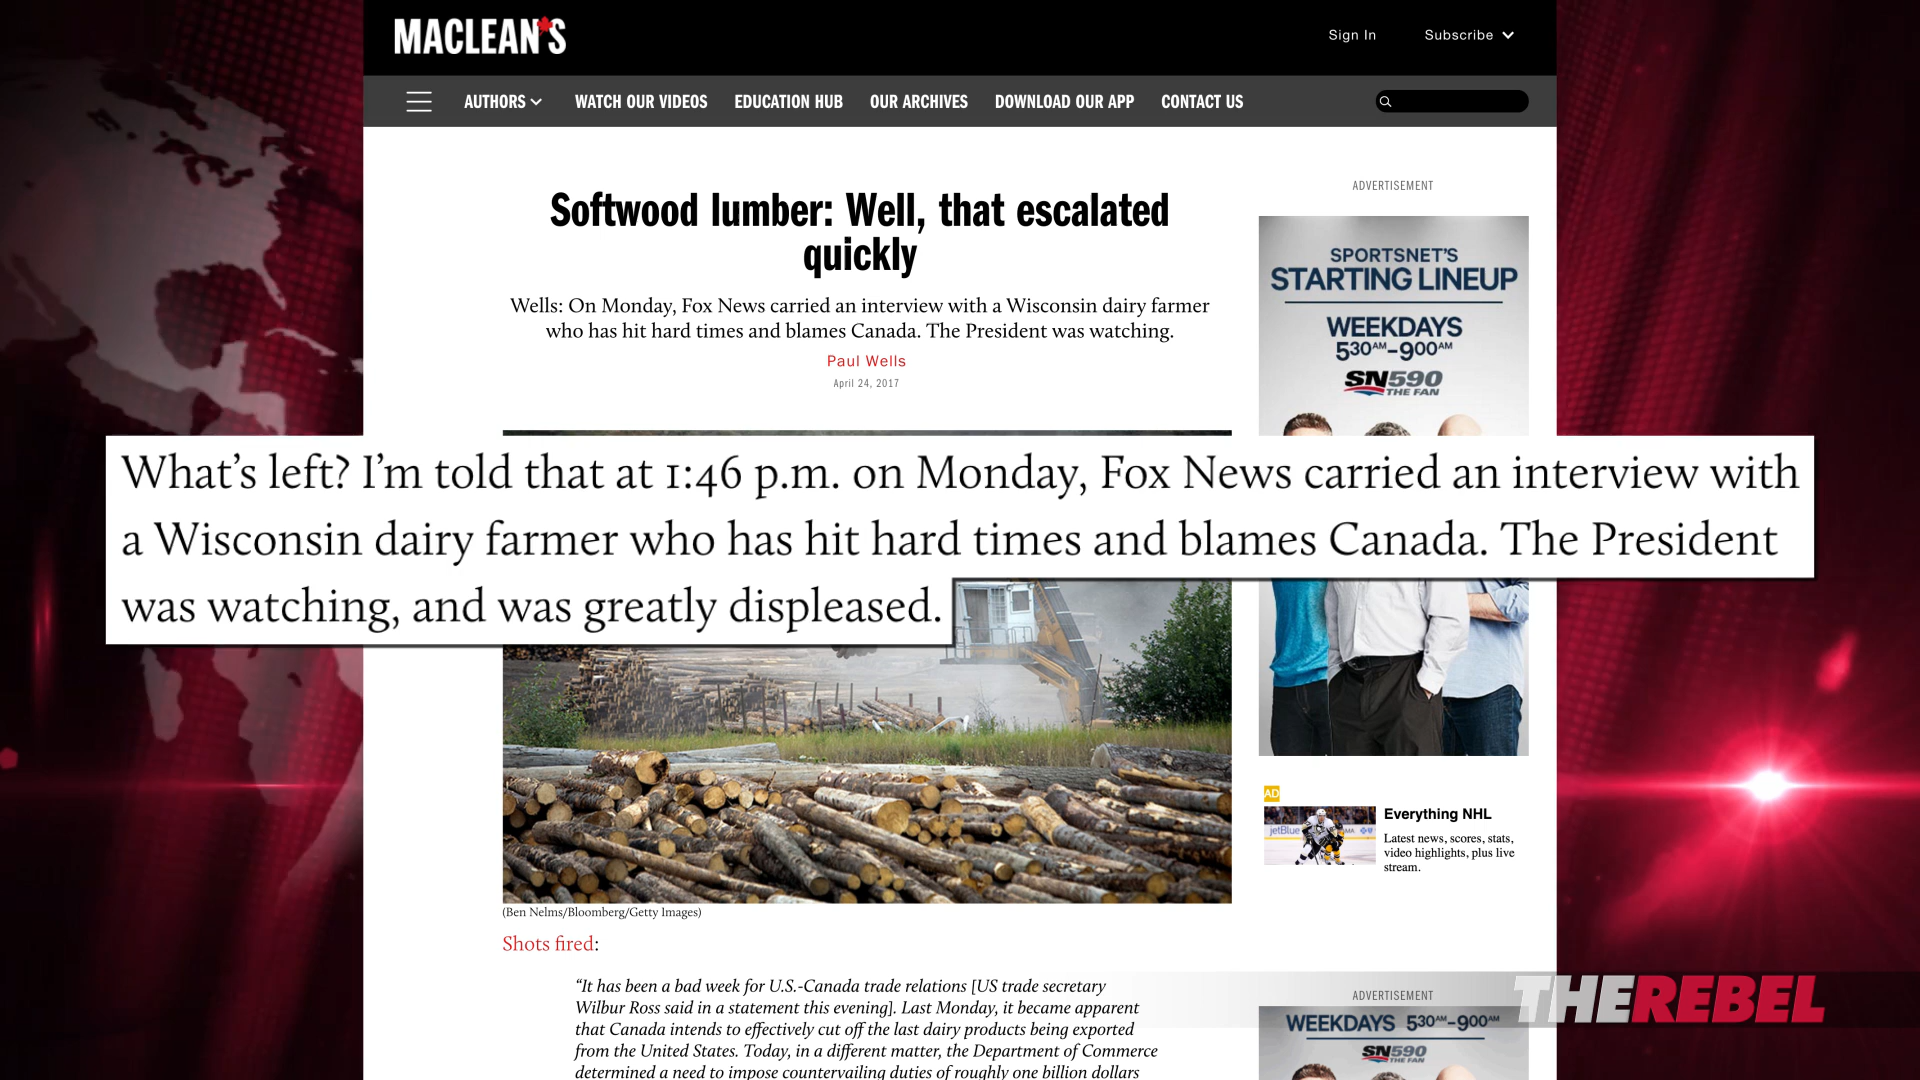 MACLEAN'S
Sign In
Subscribe
AUTHORS
WATCH OUR VIDEOS
EDUCATION HUB
OUR ARCHIVES
DOWNLOAD OUR APP
CONTACT US
Softwood lumber: Well, that escalated
quickly
Wells: On Monday, Fox News carried an interview with a Wisconsin dairy farmer
who has hit hard times and blames Canada. The President was watching.
Paul Wells
April 24, 2017
ADVERTISEMENT
SPORTSNET'S
STARTING LINEUP
WEEKDAYS
530AM-900AM
SN590
THE FAN
What's left? I'm told that at 1:46 p.m. on Monday, Fox News carried an interview with
a Wisconsin dairy farmer who has hit hard times and blames Canada. The President
was watching, and was greatly displeased.
AD
jetBlue
Everything NHL
Latest news, scores, stats,
video highlights, plus live
stream.
(Ben Nelms/Bloomberg/Getty Images)
Shots fired:
“It has been a bad week for U.S.-Canada trade relations [US trade secretary
Wilbur Ross said in a statement this evening]. Last Monday, it became apparent
that Canada intends to effectively cut off the last dairy products being exported
from the United States. Today, in a different matter, the Department of Commerce
determined a need to impose countervailing duties of roughly one billion dollars
ADVERTISEMENT
WEEKDAYS 530AM-900AM
SN590
THE FAN
THE REBEL